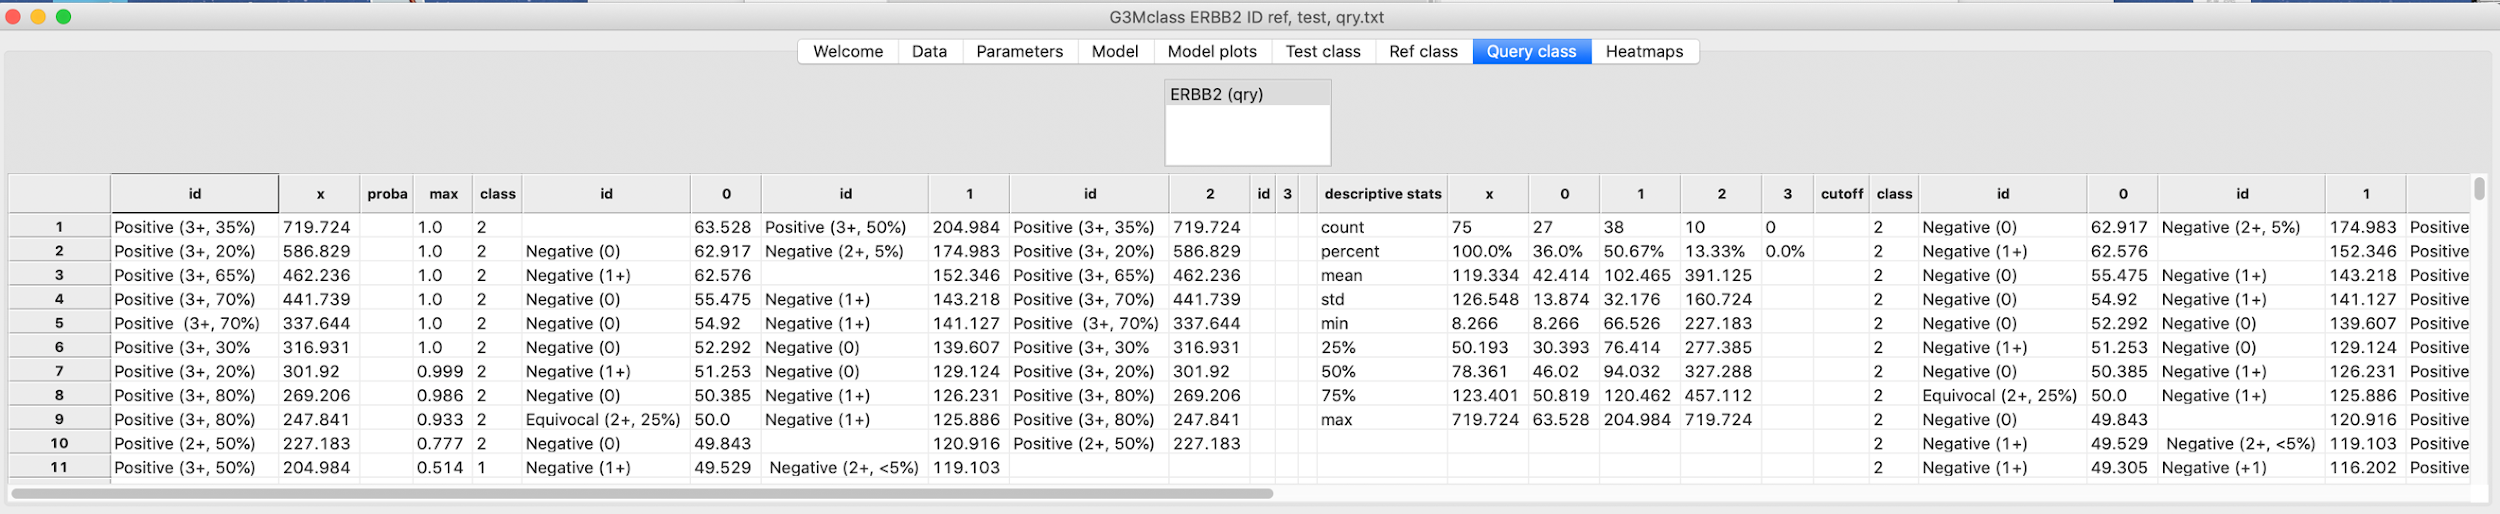 G3Mclass ERBB2 ID ref, test, qry.txt
Welcome Data Parameters Model Model plots Test class Ref class Query class Heatmaps
ERBB2 (qry)
id x proba max class id 0 id 1 id 2 id 3 descriptive stats x 0 1 2 3 cutoff class id 0 id 1
1 Positive (3+, 35%) 719.724 1.0 2 63.528 Positive (3+, 50%) 204.984 Positive (3+, 35%) 719.724 count 75 27 38 10 0 2 Negative (0) 62.917 Negative (2+, 5%) 174.983 Positive
2 Positive (3+, 20%) 586.829 1.0 2 Negative (0) 62.917 Negative (2+, 5%) 174.983 Positive (3+, 20%) 586.829 percent 100.0% 36.0% 50.67% 13.33% 0.0% 2 Negative (1+) 62.576 152.346 Positive
3 Positive (3+, 65%) 462.236 1.0 2 Negative (1+) 62.576 152.346 Positive (3+, 65%) 462.236 mean 119.334 42.414 102.465 391.125 2 Negative (0) 55.475 Negative (1+) 143.218 Positive
4 Positive (3+, 70%) 441.739 1.0 2 Negative (0) 55.475 Negative (1+) 143.218 Positive (3+, 70%) 441.739 std 126.548 13.874 32.176 160.724 2 Negative (0) 54.92 Negative (1+) 141.127 Positive
5 Positive (3+, 70%) 337.644 1.0 2 Negative (0) 54.92 Negative (1+) 141.127 Positive (3+, 70%) 337.644 min 8.266 8.266 66.526 227.183 2 Negative (0) 52.292 Negative (0) 139.607 Positive
6 Positive (3+, 30% 316.931 1.0 2 Negative (0) 52.292 Negative (0) 139.607 Positive (3+, 30% 316.931 25% 50.193 30.393 76.414 277.385 2 Negative (1+) 51.253 Negative (0) 129.124 Positive
7 Positive (3+, 20%) 301.92 0.999 2 Negative (1+) 51.253 Negative (0) 129.124 Positive (3+, 20%) 301.92 50% 78.361 46.02 94.032 327.288 2 Negative (0) 50.385 Negative (1+) 126.231 Positive
8 Positive (3+, 80%) 269.206 0.986 2 Negative (0) 50.385 Negative (1+) 126.231 Positive (3+, 80%) 269.206 75% 123.401 50.819 120.462 457.112 2 Equivocal (2+, 25%) 50.0 Negative (1+) 125.886 Positive
9 Positive (3+, 80%) 247.841 0.933 2 Equivocal (2+, 25%) 50.0 Negative (1+) 125.886 Positive (3+, 80%) 247.841 max 719.724 63.528 204.984 719.724 2 Negative (0) 49.843 120.916 Positive
10 Positive (2+, 50%) 227.183 0.777 2 Negative (0) 49.843 120.916 Positive (2+, 50%) 227.183 2 Negative (1+) 49.529 Negative (2+, <5%) 119.103 Positive
11 Positive (3+, 50%) 204.984 0.514 1 Negative (1+) 49.529 Negative (2+, <5%) 119.103 2 Negative (1+) 49.305 Negative (+1) 116.202 Positive